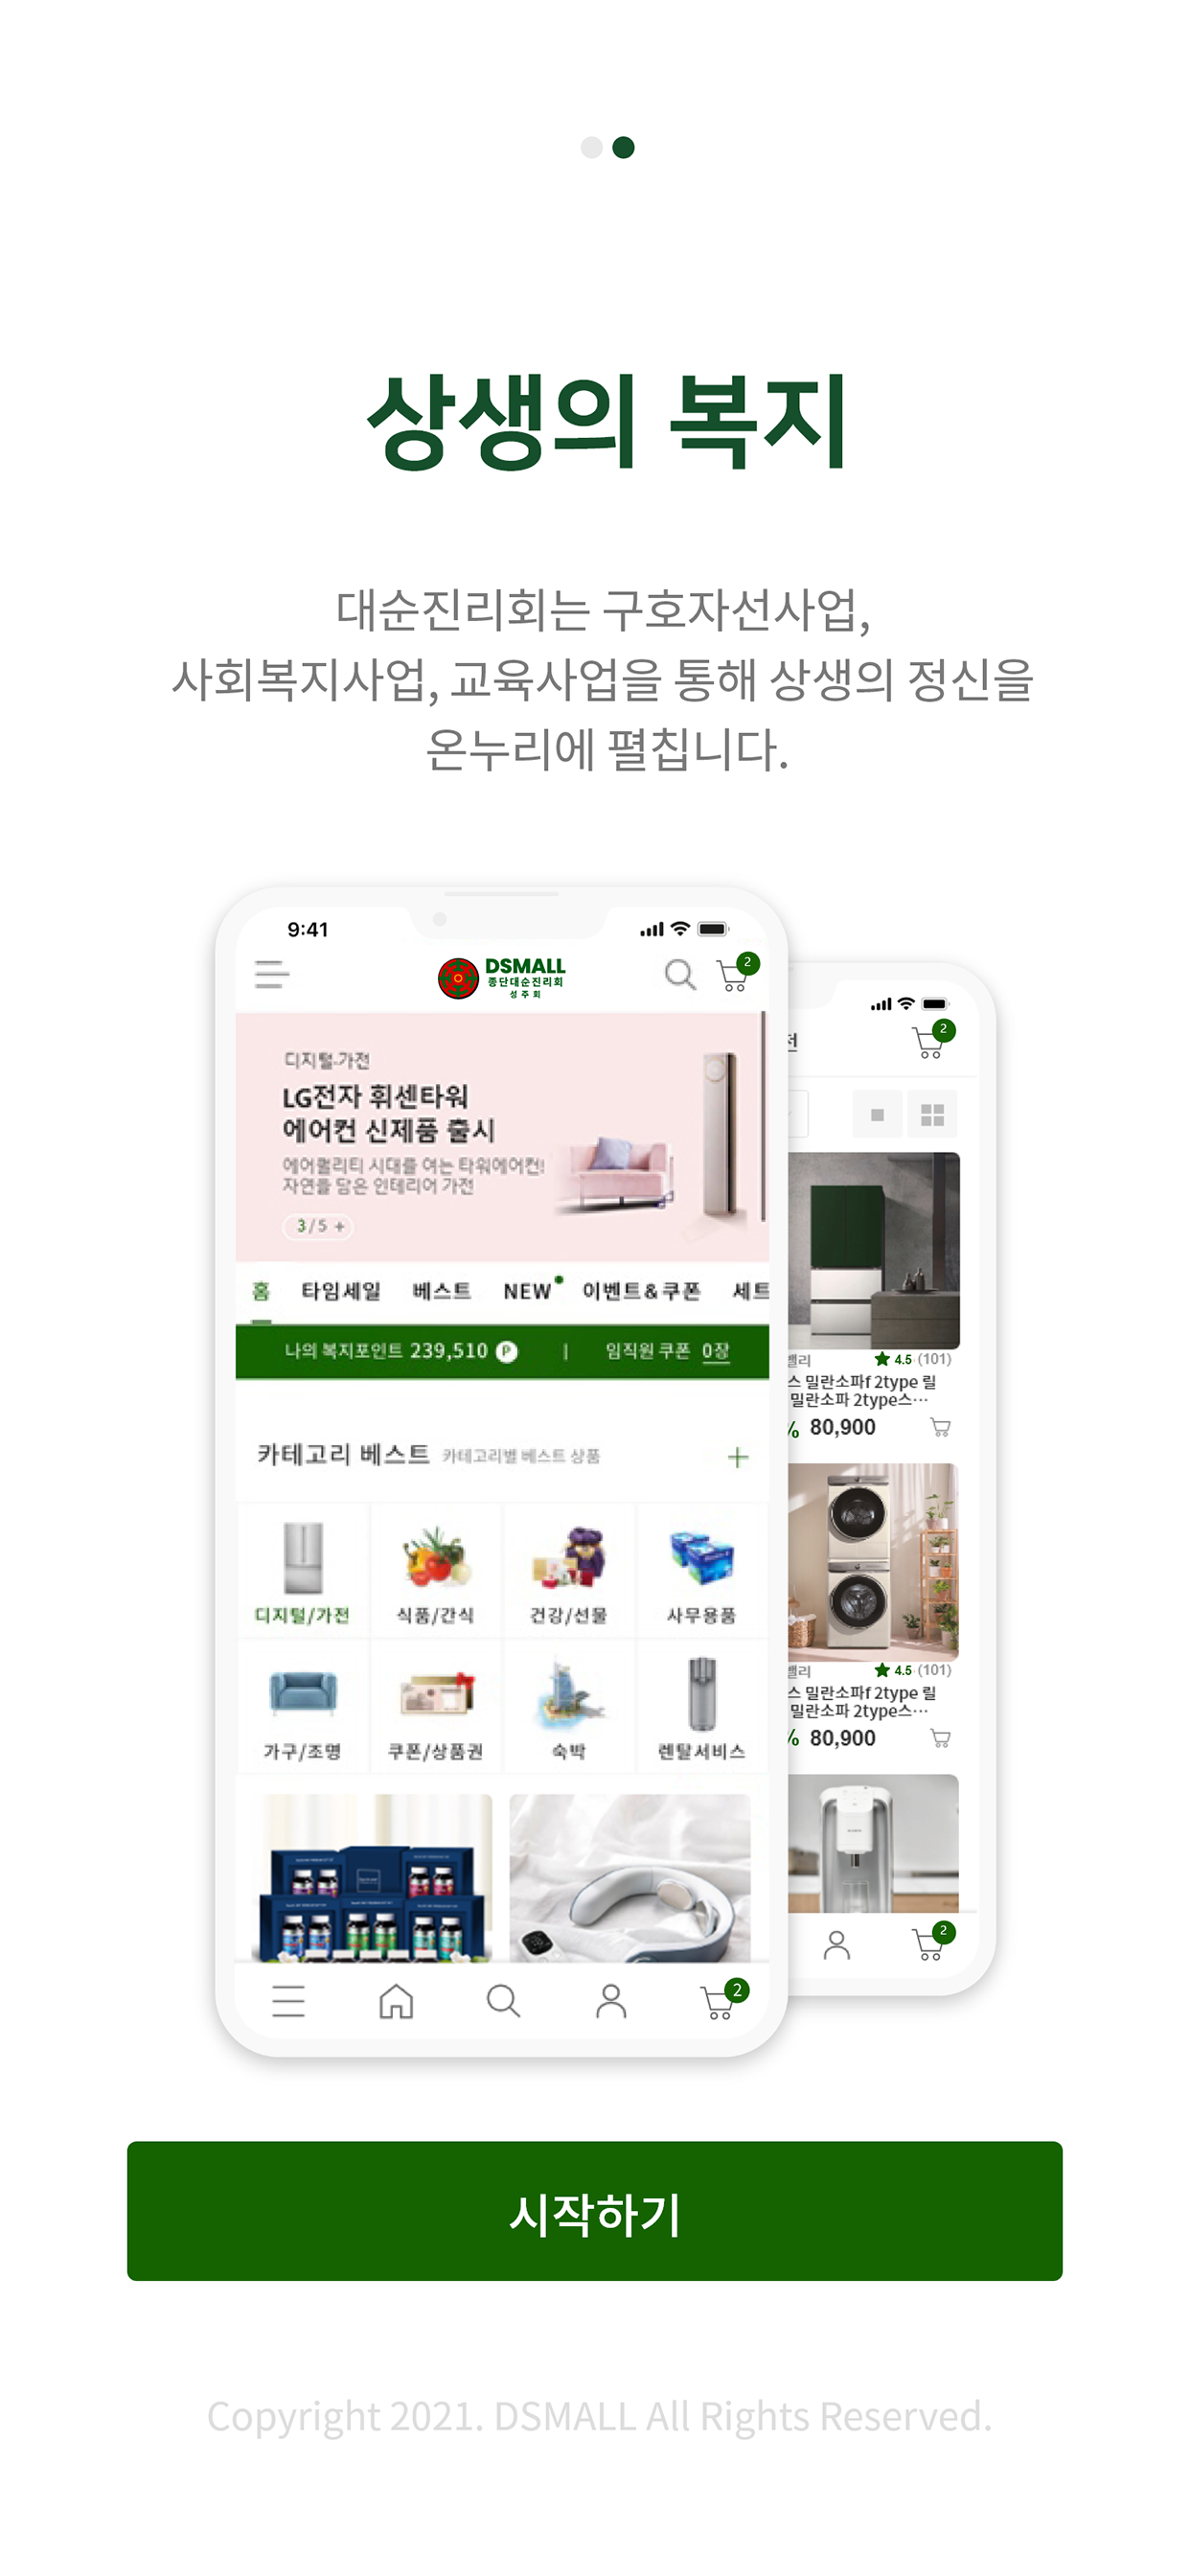 상생의 복지
대순진리회는 구호자선사업,
사회복지사업, 교육사업을 통해 상생의 정신을
온누리에 펼칩니다.
9:41
DSMALL
종단대순진리회
성주회
2
디지털·가전
LG전자 휘센타워
에어컨 신제품 출시
에어퀄리티 시대를 여는 타워에어컨!
자연을 담은 인테리어 가전
3/5 +
홈 타임세일 베스트 NEW 이벤트&쿠폰 세트
나의 복지포인트 239,510 P | 임직원 쿠폰 0장
카테고리 베스트 카테고리별 베스트 상품 +
디지털/가전 식품/간식 건강/선물 사무용품
가구/조명 쿠폰/상품권 숙박 렌탈서비스
2
2
밸리 4.5 (101)
스 밀란소파f 2type 릴
밀란소파 2type스…
% 80,900
밸리 4.5 (101)
스 밀란소파f 2type 릴
밀란소파 2type스…
% 80,900
2
시작하기
Copyright 2021. DSMALL All Rights Reserved.